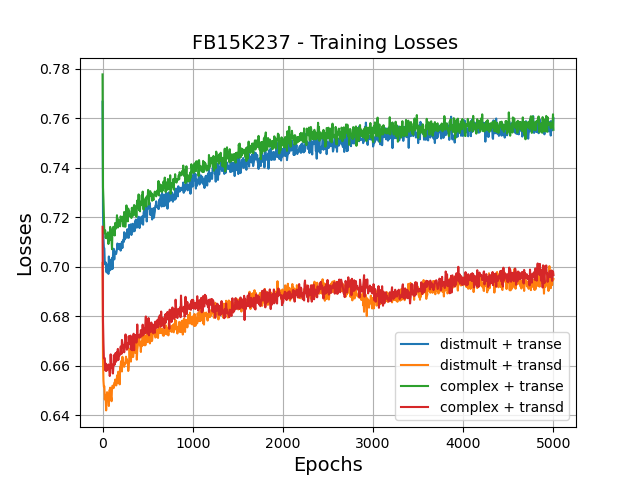 FB15K237 - Training Losses
Losses
0.78
0.76
0.74
0.72
0.70
0.68
0.66
0.64
0
1000
2000
3000
4000
5000
Epochs
distmult + transe
distmult + transd
complex + transe
complex + transd